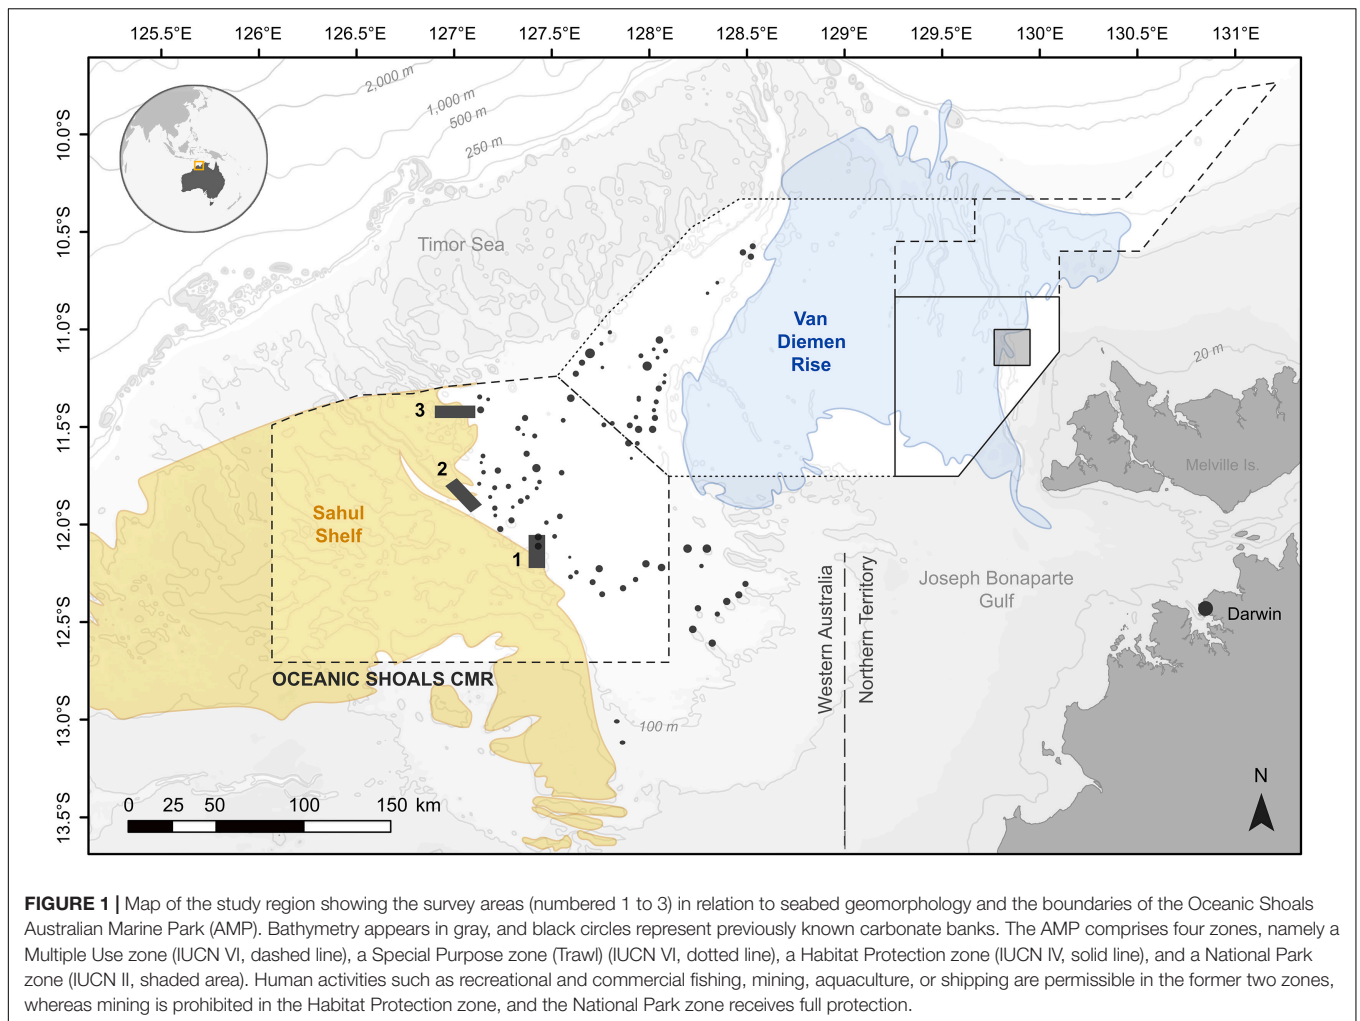 125.5°E 126°E 126.5°E 127°E 127.5°E 128°E 128.5°E 129°E 129.5°E 130°E 130.5°E 131°E
10.0°S
10.5°S
11.0°S
11.5°S
12.0°S
12.5°S
13.0°S
13.5°S
2,000 m
1,000 m
500 m
250 m
Timor Sea
Van
Diemen
Rise
20 m
3
2
Melville Is.
Sahul
Shelf
1
Joseph Bonaparte
Gulf
Western Australia
Northern Territory
Darwin
OCEANIC SHOALS CMR
100 m
N
0 25 50 100 150 km
FIGURE 1 | Map of the study region showing the survey areas (numbered 1 to 3) in relation to seabed geomorphology and the boundaries of the Oceanic Shoals
Australian Marine Park (AMP). Bathymetry appears in gray, and black circles represent previously known carbonate banks. The AMP comprises four zones, namely a
Multiple Use zone (IUCN VI, dashed line), a Special Purpose zone (Trawl) (IUCN VI, dotted line), a Habitat Protection zone (IUCN IV, solid line), and a National Park
zone (IUCN II, shaded area). Human activities such as recreational and commercial fishing, mining, aquaculture, or shipping are permissible in the former two zones,
whereas mining is prohibited in the Habitat Protection zone, and the National Park zone receives full protection.